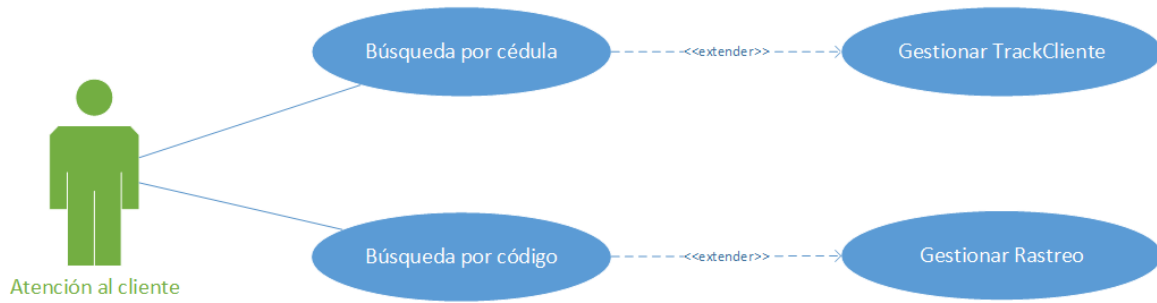 Búsqueda por cédula
<<extender>>
Gestionar TrackCliente
Búsqueda por código
<<extender>>
Gestionar Rastreo
Atención al cliente